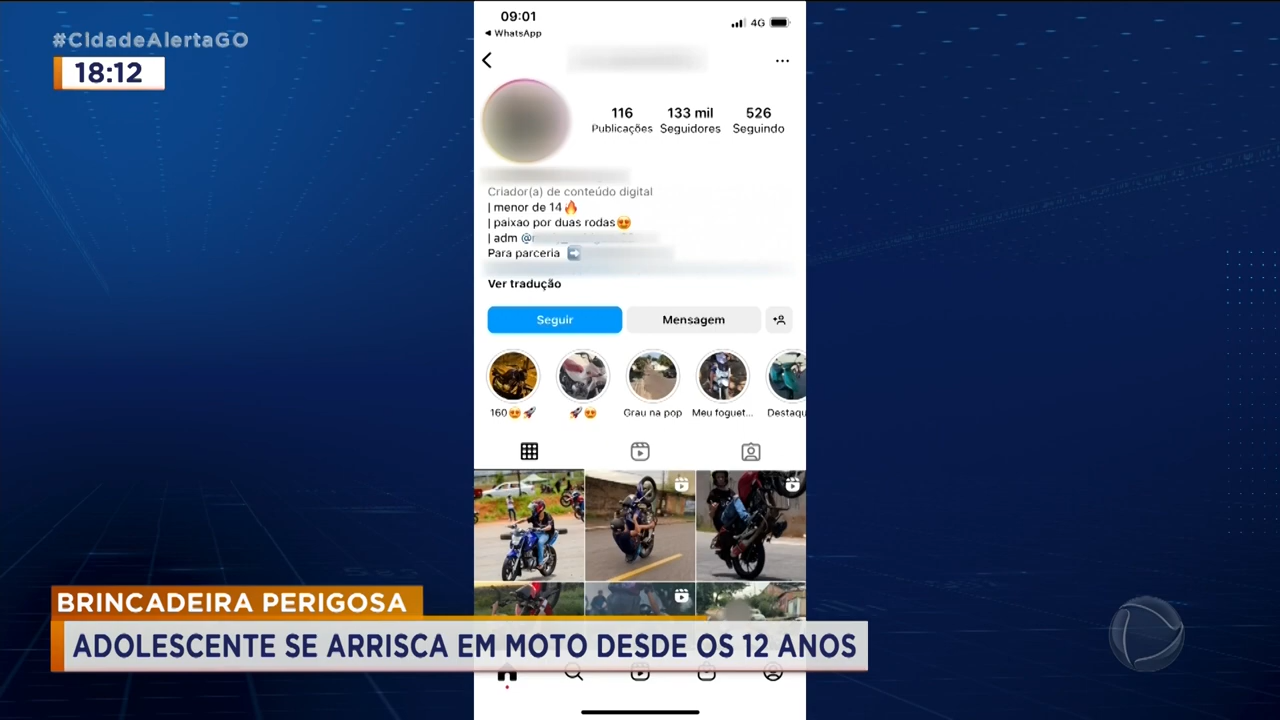 #CIdadeAlertaGO
18:12
09:01
4G
WhatsApp
116
133 mil
526
Publicações
Seguidores
Seguindo
Criador(a) de conteúdo digital
| menor de 14🔥
| paixao por duas rodas😍
| adm @
Para parceria ➡️
Ver tradução
Seguir
Mensagem
160😍🚀
🚀😍
Grau na pop
Meu foguet...
Destaqu
BRINCADEIRA PERIGOSA
ADOLESCENTE SE ARRISCA EM MOTO DESDE OS 12 ANOS